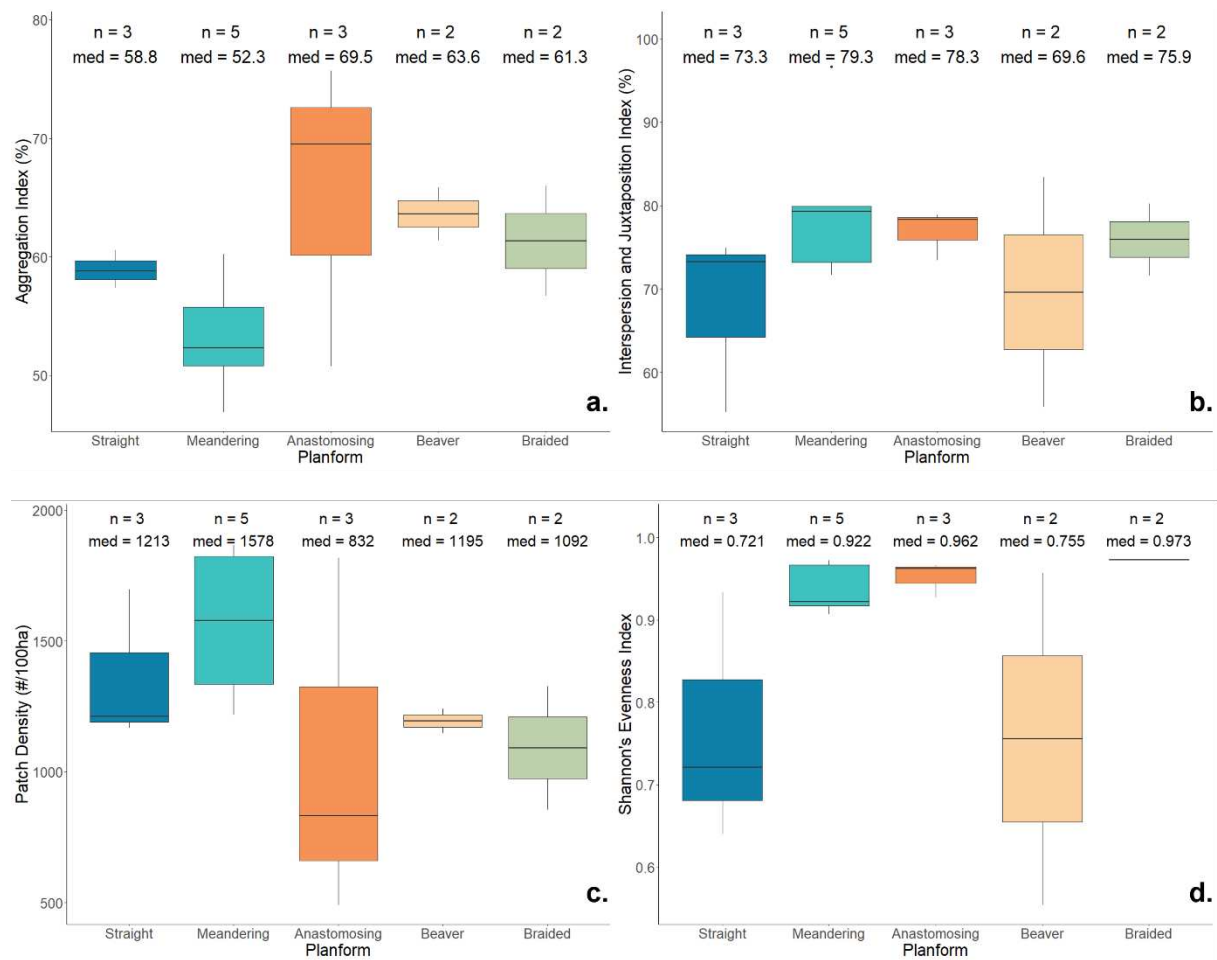 80
70
60
50
Aggregation Index (%)
n = 3 n = 5 n = 3 n = 2 n = 2
med = 58.8 med = 52.3 med = 69.5 med = 63.6 med = 61.3
a.
Straight Meandering Anastomosing Beaver Braided
Planform
100
90
80
70
60
Interspersion and Juxtaposition Index (%)
n = 3 n = 5 n = 3 n = 2 n = 2
med = 73.3 med = 79.3 med = 78.3 med = 69.6 med = 75.9
b.
Straight Meandering Anastomosing Beaver Braided
Planform
2000
1500
1000
500
Patch Density (#/100ha)
n = 3 n = 5 n = 3 n = 2 n = 2
med = 1213 med = 1578 med = 832 med = 1195 med = 1092
c.
Straight Meandering Anastomosing Beaver Braided
Planform
1.0
0.9
0.8
0.7
0.6
Shannon's Evenness Index
n = 3 n = 5 n = 3 n = 2 n = 2
med = 0.721 med = 0.922 med = 0.962 med = 0.755 med = 0.973
d.
Straight Meandering Anastomosing Beaver Braided
Planform